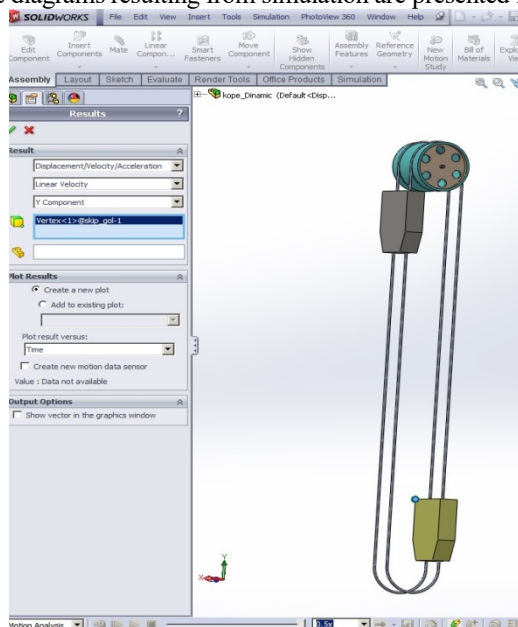 e diagrams resulting from simulation are presented
SOLIDWORKS File Edit View Insert Tools Simulation PhotoView 360 Window Help
Edit Component
Insert Components
Mate
Linear Compon...
Smart Fasteners
Move Component
Show Hidden Components
Assembly Features
Reference Geometry
New Motion Study
Bill of Materials
Explo
Vie
Assembly Layout Sketch Evaluate Render Tools Office Products Simulation
kope_Dinamic (Default<Disp...
Results ?
Result
Displacement/Velocity/Acceleration
Linear Velocity
Y Component
Vertex<1>@skip_gol-1
Plot Results
Create a new plot
Add to existing plot:
Plot result versus:
Time
Create new motion data sensor
Value : Data not available
Output Options
Show vector in the graphics window
Y
X
Motion Analysis 0.5x